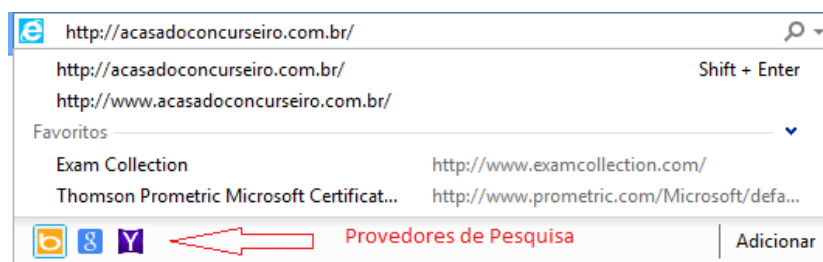 http://acasadoconcurseiro.com.br/
http://acasadoconcurseiro.com.br/ Shift + Enter
http://www.acasadoconcurseiro.com.br/
Favoritos
Exam Collection http://www.examcollection.com/
Thomson Prometric Microsoft Certificat... http://www.prometric.com/Microsoft/defa...
b 8 Y Provedores de Pesquisa Adicionar